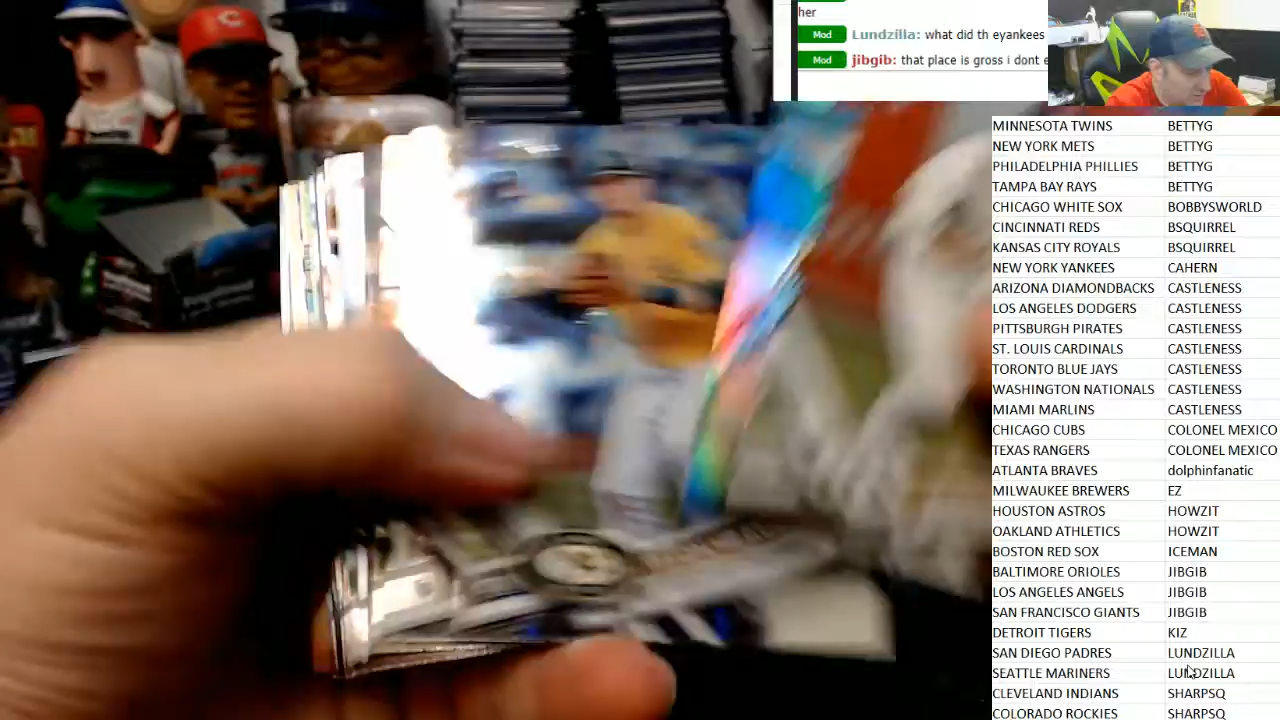 her
Mod Lundzilla: what did th eyankees
Mod jibgib: that place is gross i dont e
MINNESOTA TWINS BETTYG
NEW YORK METS BETTYG
PHILADELPHIA PHILLIES BETTYG
TAMPA BAY RAYS BETTYG
CHICAGO WHITE SOX BOBBYSWORLD
CINCINNATI REDS BSQUIRREL
KANSAS CITY ROYALS BSQUIRREL
NEW YORK YANKEES CAHERN
ARIZONA DIAMONDBACKS CASTLENESS
LOS ANGELES DODGERS CASTLENESS
PITTSBURGH PIRATES CASTLENESS
ST. LOUIS CARDINALS CASTLENESS
TORONTO BLUE JAYS CASTLENESS
WASHINGTON NATIONALS CASTLENESS
MIAMI MARLINS CASTLENESS
CHICAGO CUBS COLONEL MEXICO
TEXAS RANGERS COLONEL MEXICO
ATLANTA BRAVES dolphinfanatic
MILWAUKEE BREWERS EZ
HOUSTON ASTROS HOWZIT
OAKLAND ATHLETICS HOWZIT
BOSTON RED SOX ICEMAN
BALTIMORE ORIOLES JIBGIB
LOS ANGELES ANGELS JIBGIB
SAN FRANCISCO GIANTS JIBGIB
DETROIT TIGERS KIZ
SAN DIEGO PADRES LUNDZILLA
SEATTLE MARINERS LUNDZILLA
CLEVELAND INDIANS SHARPSQ
COLORADO ROCKIES SHARPSQ